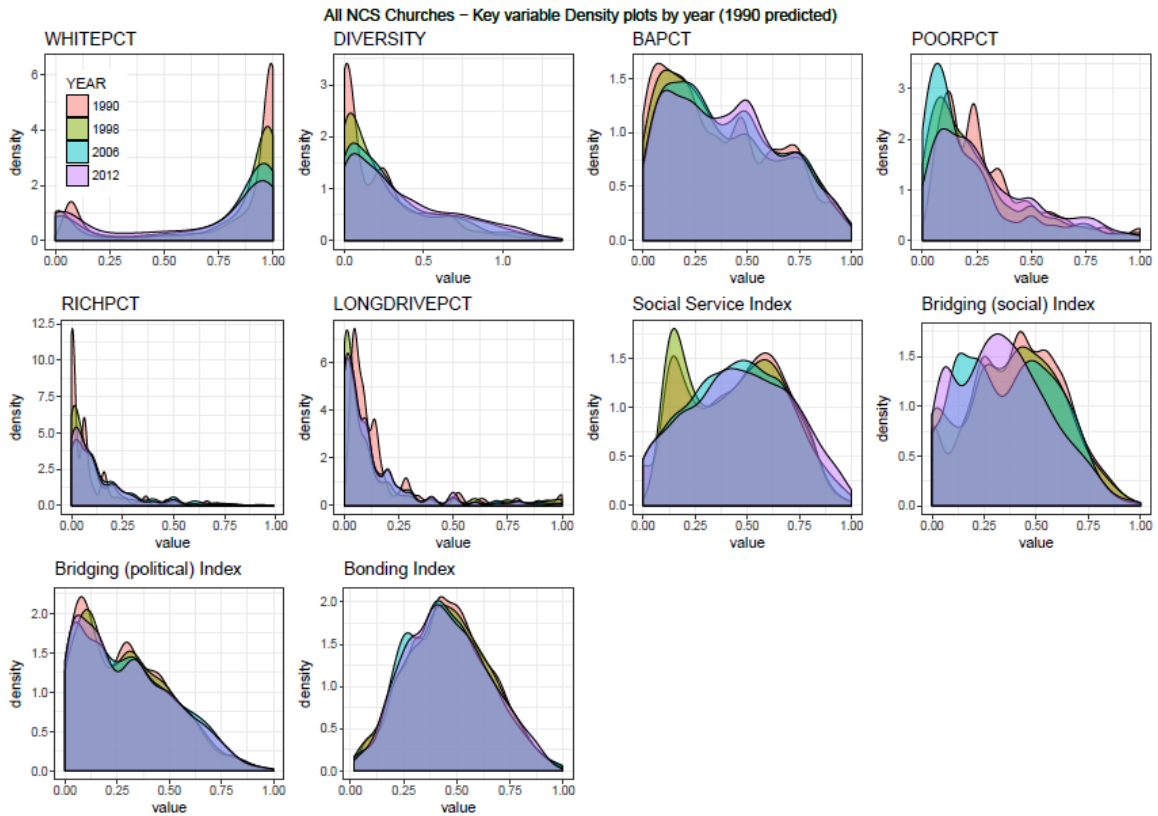 All NCS Churches – Key variable Density plots by year (1990 predicted)
WHITEPCT
DIVERSITY
BAPCT
POORPCT
YEAR
1990
1998
2006
2012
density
0
2
4
6
0.00 0.25 0.50 0.75 1.00
density
0
1
2
3
0.0 0.5 1.0
value
density
0.0
0.5
1.0
1.5
0.00 0.25 0.50 0.75 1.00
value
density
0
1
2
3
0.00 0.25 0.50 0.75 1.00
value
RICHPCT
LONGDRIVEPCT
Social Service Index
Bridging (social) Index
density
0.0
2.5
5.0
7.5
10.0
12.5
0.00 0.25 0.50 0.75 1.00
value
density
0
2
4
6
0.00 0.25 0.50 0.75 1.00
value
density
0.0
0.5
1.0
1.5
0.00 0.25 0.50 0.75 1.00
value
density
0.0
0.5
1.0
1.5
0.00 0.25 0.50 0.75 1.00
value
Bridging (political) Index
Bonding Index
density
0.0
0.5
1.0
1.5
2.0
0.00 0.25 0.50 0.75 1.00
value
density
0.0
0.5
1.0
1.5
2.0
0.00 0.25 0.50 0.75 1.00
value